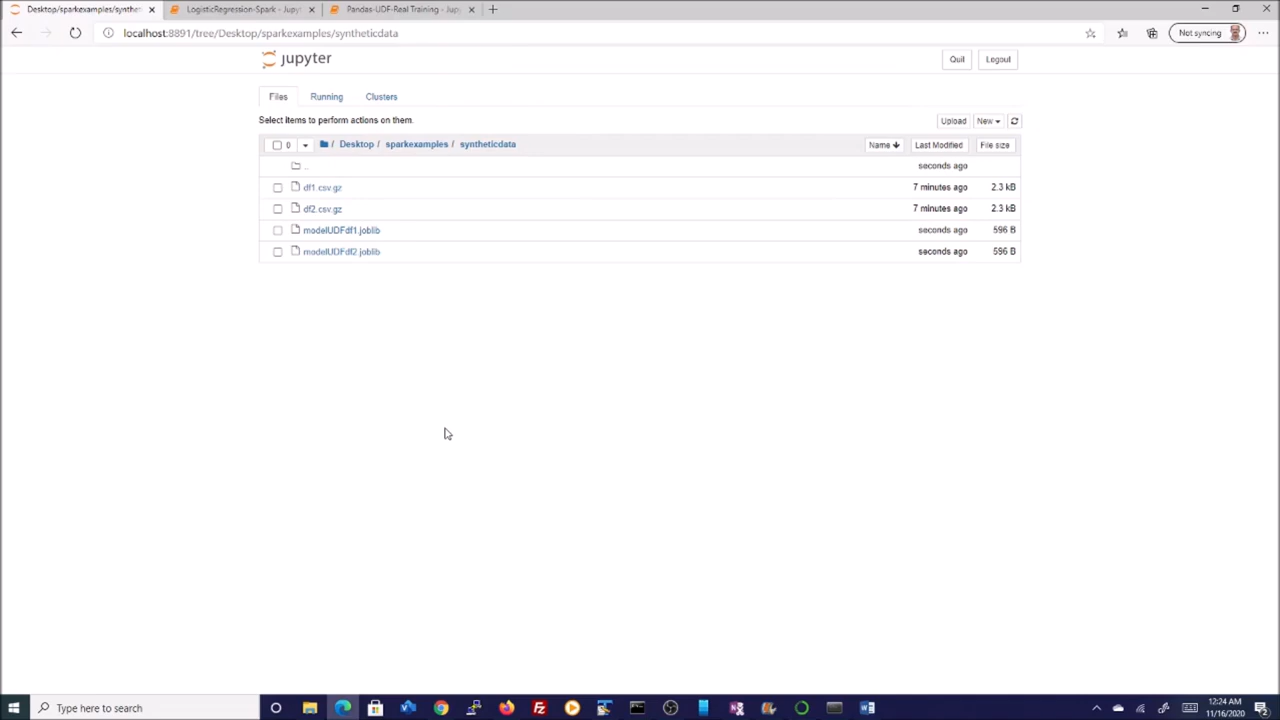 Desktop/sparkexamples/synthet
LogisticRegression-Spark - Jupyt
Pandas-UDF-Real Training - Jup
localhost:8891/tree/Desktop/sparkexamples/syntheticdata
Not syncing
jupyter
Quit
Logout
Files
Running
Clusters
Select items to perform actions on them.
Upload
New
0
/ Desktop / sparkexamples / syntheticdata
Name
Last Modified
File size
..
seconds ago
df1.csv.gz
7 minutes ago
2.3 kB
df2.csv.gz
7 minutes ago
2.3 kB
modelUDFdf1.joblib
seconds ago
596 B
modelUDFdf2.joblib
seconds ago
596 B
Type here to search
12:24 AM
11/16/2020